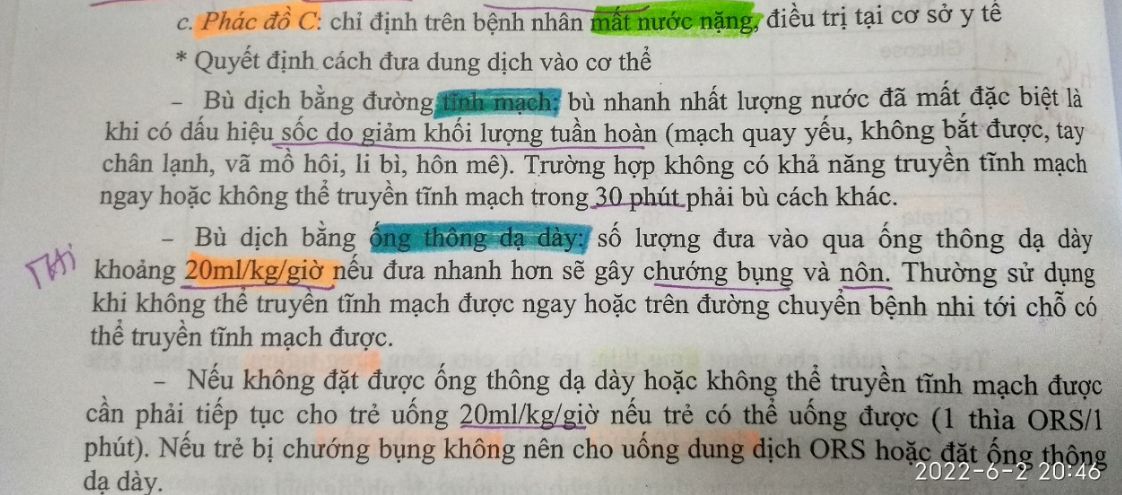 c. Phác đồ C: chỉ định trên bệnh nhân mất nước nặng, điều trị tại cơ sở y tế
* Quyết định cách đưa dung dịch vào cơ thể
- Bù dịch bằng đường tĩnh mạch: bù nhanh nhất lượng nước đã mất đặc biệt là
khi có dấu hiệu sốc do giảm khối lượng tuần hoàn (mạch quay yếu, không bắt được, tay
chân lạnh, vã mồ hôi, li bì, hôn mê). Trường hợp không có khả năng truyền tĩnh mạch
ngay hoặc không thể truyền tĩnh mạch trong 30 phút phải bù cách khác.
- Bù dịch bằng ống thông dạ dày: số lượng đưa vào qua ống thông dạ dày
Thi
khoảng 20ml/kg/giờ nếu đưa nhanh hơn sẽ gây chướng bụng và nôn. Thường sử dụng
khi không thể truyền tĩnh mạch được ngay hoặc trên đường chuyển bệnh nhi tới chỗ có
thể truyền tĩnh mạch được.
- Nếu không đặt được ống thông dạ dày hoặc không thể truyền tĩnh mạch được
cần phải tiếp tục cho trẻ uống 20ml/kg/giờ nếu trẻ có thể uống được (1 thìa ORS/1
phút). Nếu trẻ bị chướng bụng không nên cho uống dung dịch ORS hoặc đặt ống thông
dạ dày.
2022-6-2 20:46